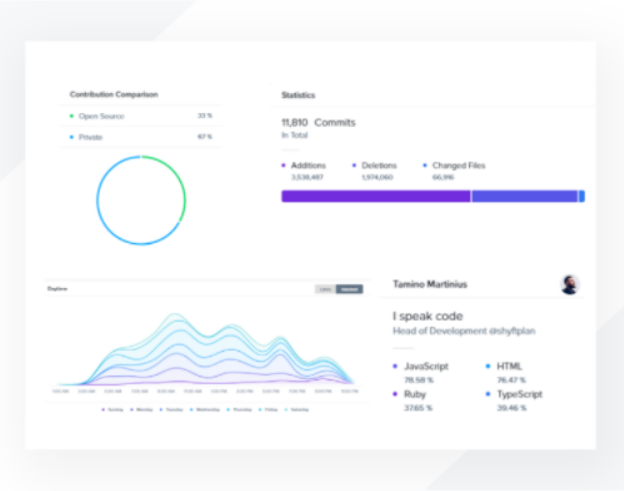 Contribution Comparison
Open Source 33 %
Private 67 %
Statistics
11,810 Commits
In Total
Additions Deletions Changed Files
3,538,487 1,974,060 66,916
Daytime
Tamino Martinius
I speak code
Head of Development @shyftplan
JavaScript HTML
78.58 % 76.47 %
Ruby TypeScript
37.65 % 39.46 %
Sunday Monday Tuesday Wednesday Thursday Friday Saturday